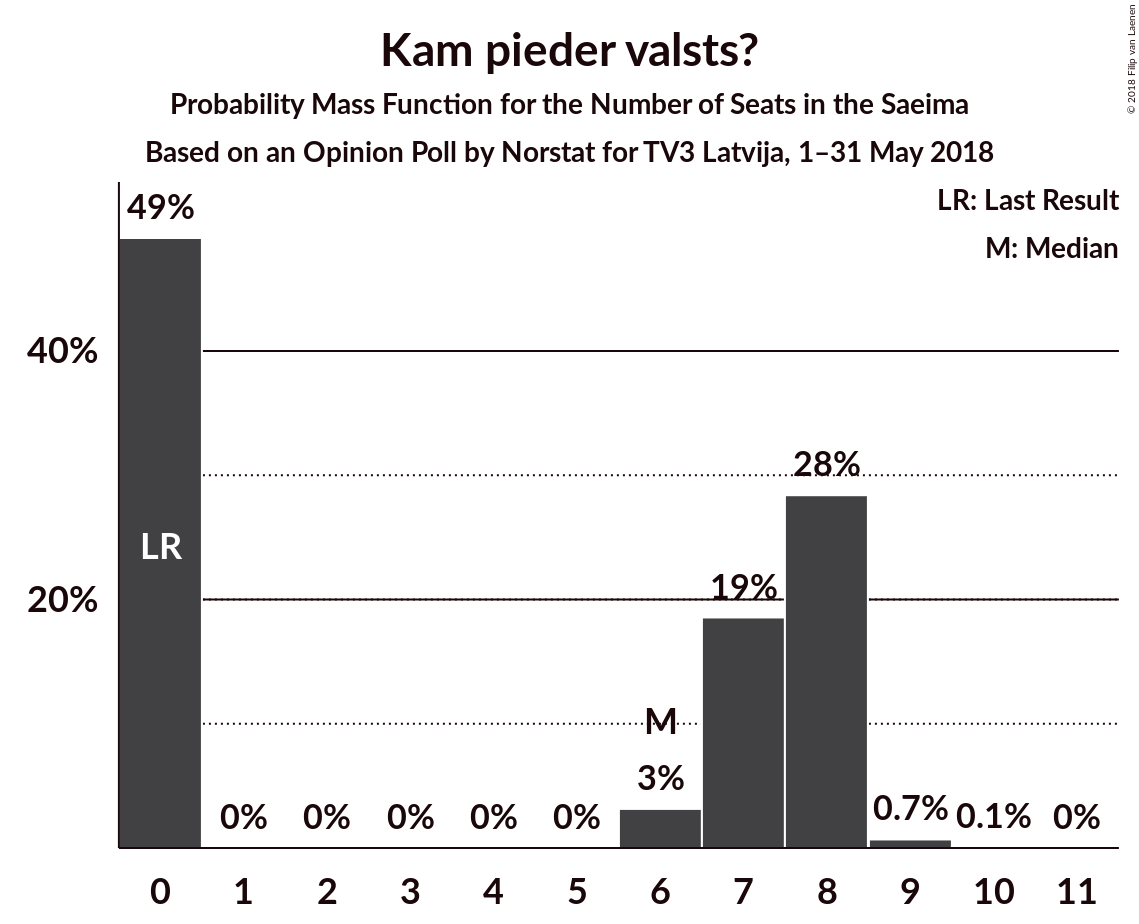 Kam pieder valsts?
Probability Mass Function for the Number of Seats in the Saeima
Based on an Opinion Poll by Norstat for TV3 Latvija, 1–31 May 2018
© 2018 Filip van Laenen
LR: Last Result
M: Median
49%
40%
28%
LR
20%
19%
M
3%
0%
0%
0%
0%
0%
0.7%
0.1%
0%
0 1 2 3 4 5 6 7 8 9 10 11